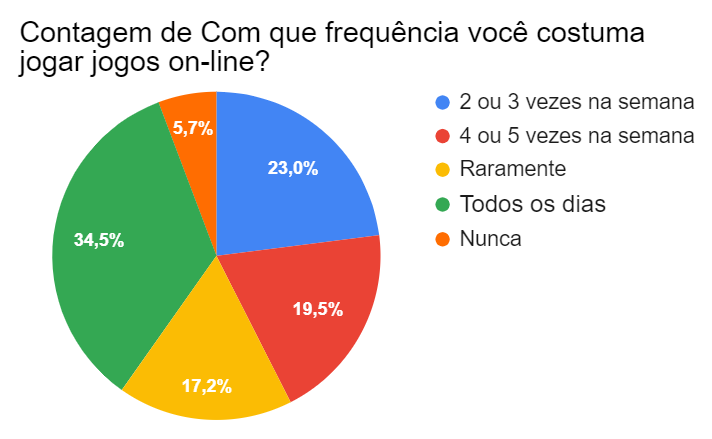 Contagem de Com que frequência você costuma
jogar jogos on-line?
2 ou 3 vezes na semana
4 ou 5 vezes na semana
Raramente
Todos os dias
Nunca
5,7%
23,0%
34,5%
19,5%
17,2%